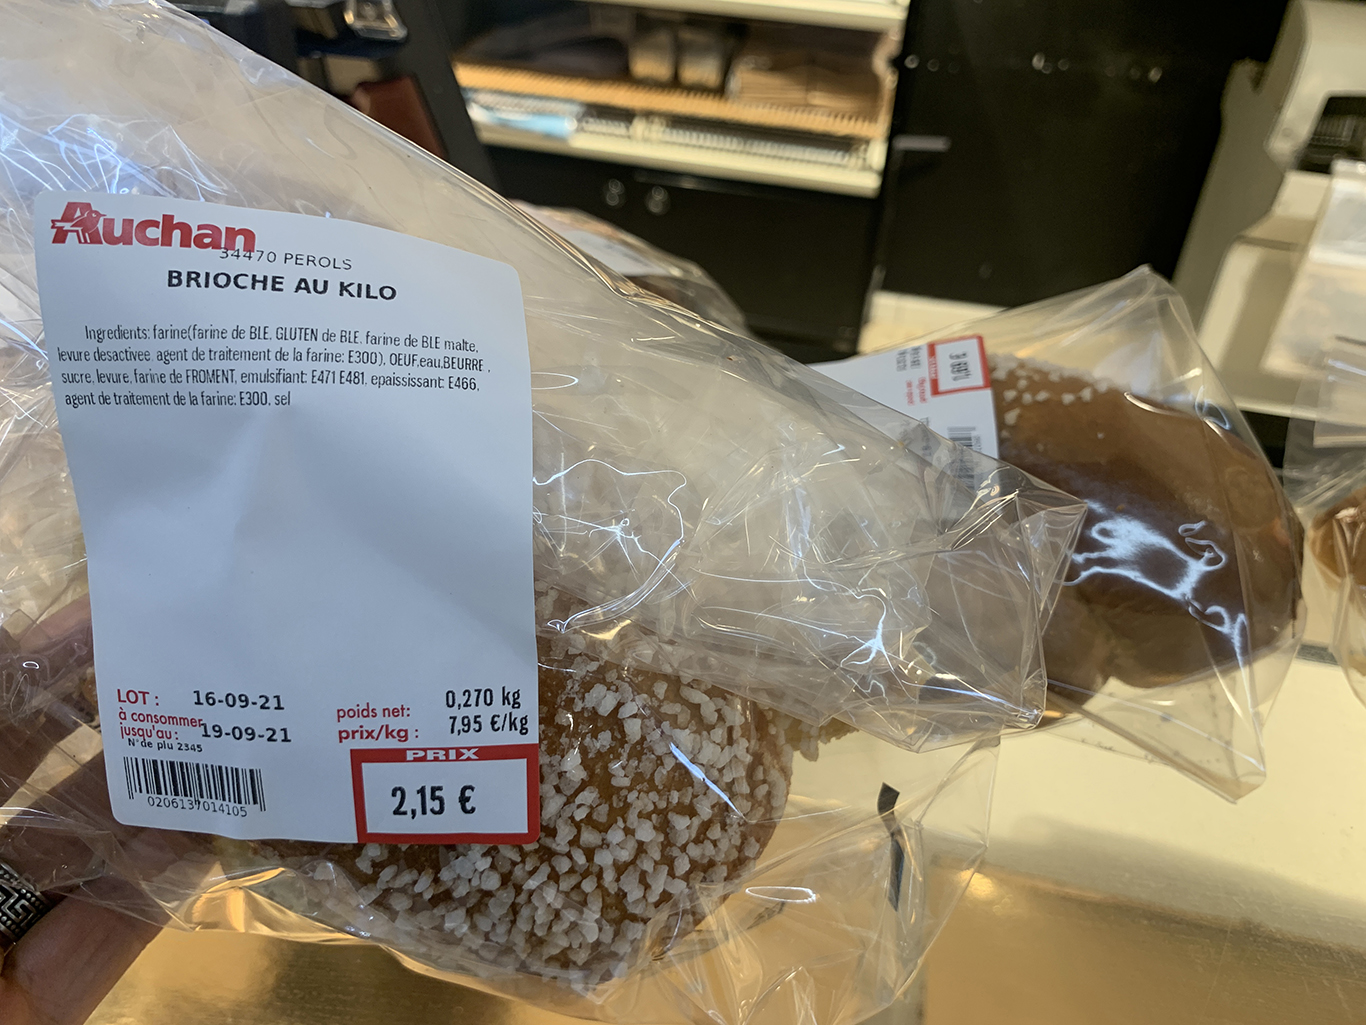 Auchan
34470 PEROLS
BRIOCHE AU KILO
Ingredients: farine(farine de BLE, GLUTEN de BLE, farine de BLE malte,
levure desactivee, agent de traitement de la farine: E300), OEUF,eau,BEURRE ,
sucre, levure, farine de FROMENT, emulsifiant: E471 E481, epaississant: E466,
agent de traitement de la farine: E300, sel
LOT : 16-09-21
à consommer
jusqu'au : 19-09-21
N°de plu 2345
0206137014105
poids net: 0,270 kg
prix/kg : 7,95 €/kg
PRIX
2,15 €